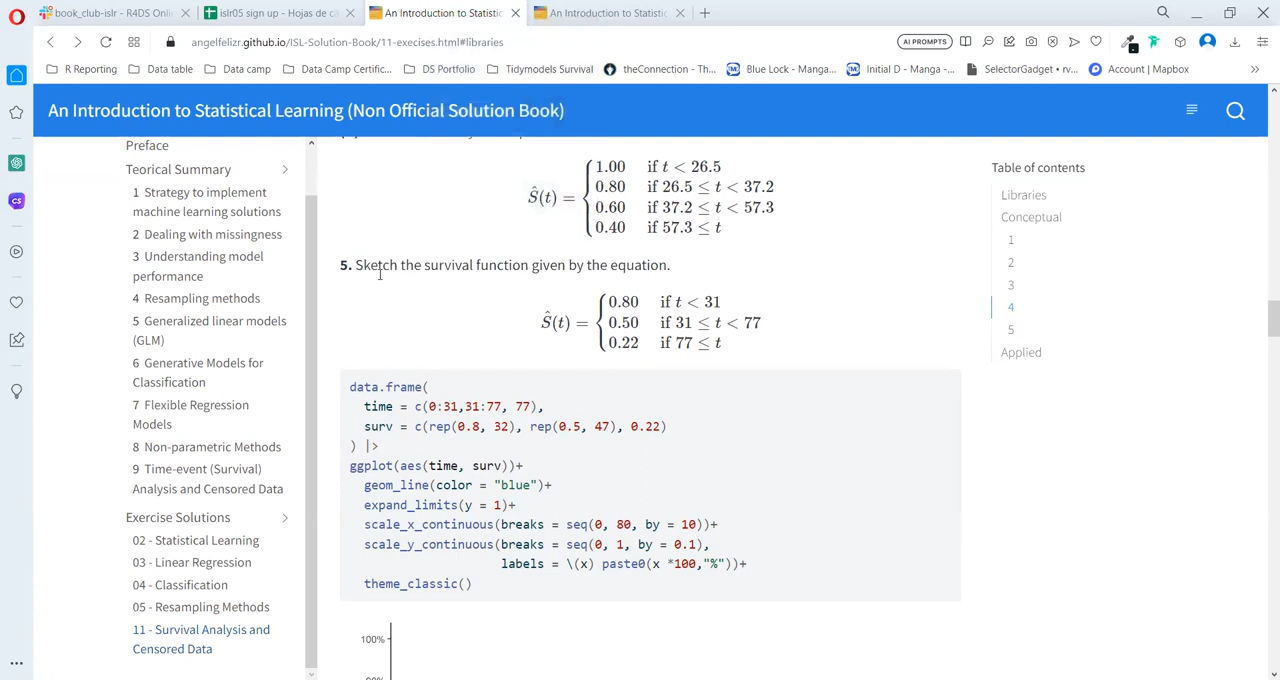 book_club-islr - R4DS Onli
islr05 sign up - Hojas de cá
An Introduction to Statistic
An Introduction to Statistic
angelfelizr.github.io/ISL-Solution-Book/11-execises.html#libraries
AI PROMPTS
R Reporting
Data table
Data camp
Data Camp Certific...
DS Portfolio
Tidymodels Survival
theConnection - Th...
Blue Lock - Manga...
Initial D - Manga -...
SelectorGadget • rv...
Account | Mapbox
An Introduction to Statistical Learning (Non Official Solution Book)
Preface
Teorical Summary
1 Strategy to implement
machine learning solutions
2 Dealing with missingness
3 Understanding model
performance
4 Resampling methods
5 Generalized linear models
(GLM)
6 Generative Models for
Classification
7 Flexible Regression
Models
8 Non-parametric Methods
9 Time-event (Survival)
Analysis and Censored Data
Exercise Solutions
02 - Statistical Learning
03 - Linear Regression
04 - Classification
05 - Resampling Methods
11 - Survival Analysis and
Censored Data
1.00 if t < 26.5
0.80 if 26.5 ≤ t < 37.2
Ŝ(t) =
0.60 if 37.2 ≤ t < 57.3
0.40 if 57.3 ≤ t
5. Sketch the survival function given by the equation.
0.80 if t < 31
Ŝ(t) = 0.50 if 31 ≤ t < 77
0.22 if 77 ≤ t
data.frame(
time = c(0:31,31:77, 77),
surv = c(rep(0.8, 32), rep(0.5, 47), 0.22)
) |>
ggplot(aes(time, surv))+
geom_line(color = "blue")+
expand_limits(y = 1)+
scale_x_continuous(breaks = seq(0, 80, by = 10))+
scale_y_continuous(breaks = seq(0, 1, by = 0.1),
labels = \(x) paste0(x *100,"%"))+
theme_classic()
100%
Table of contents
Libraries
Conceptual
1
2
3
4
5
Applied